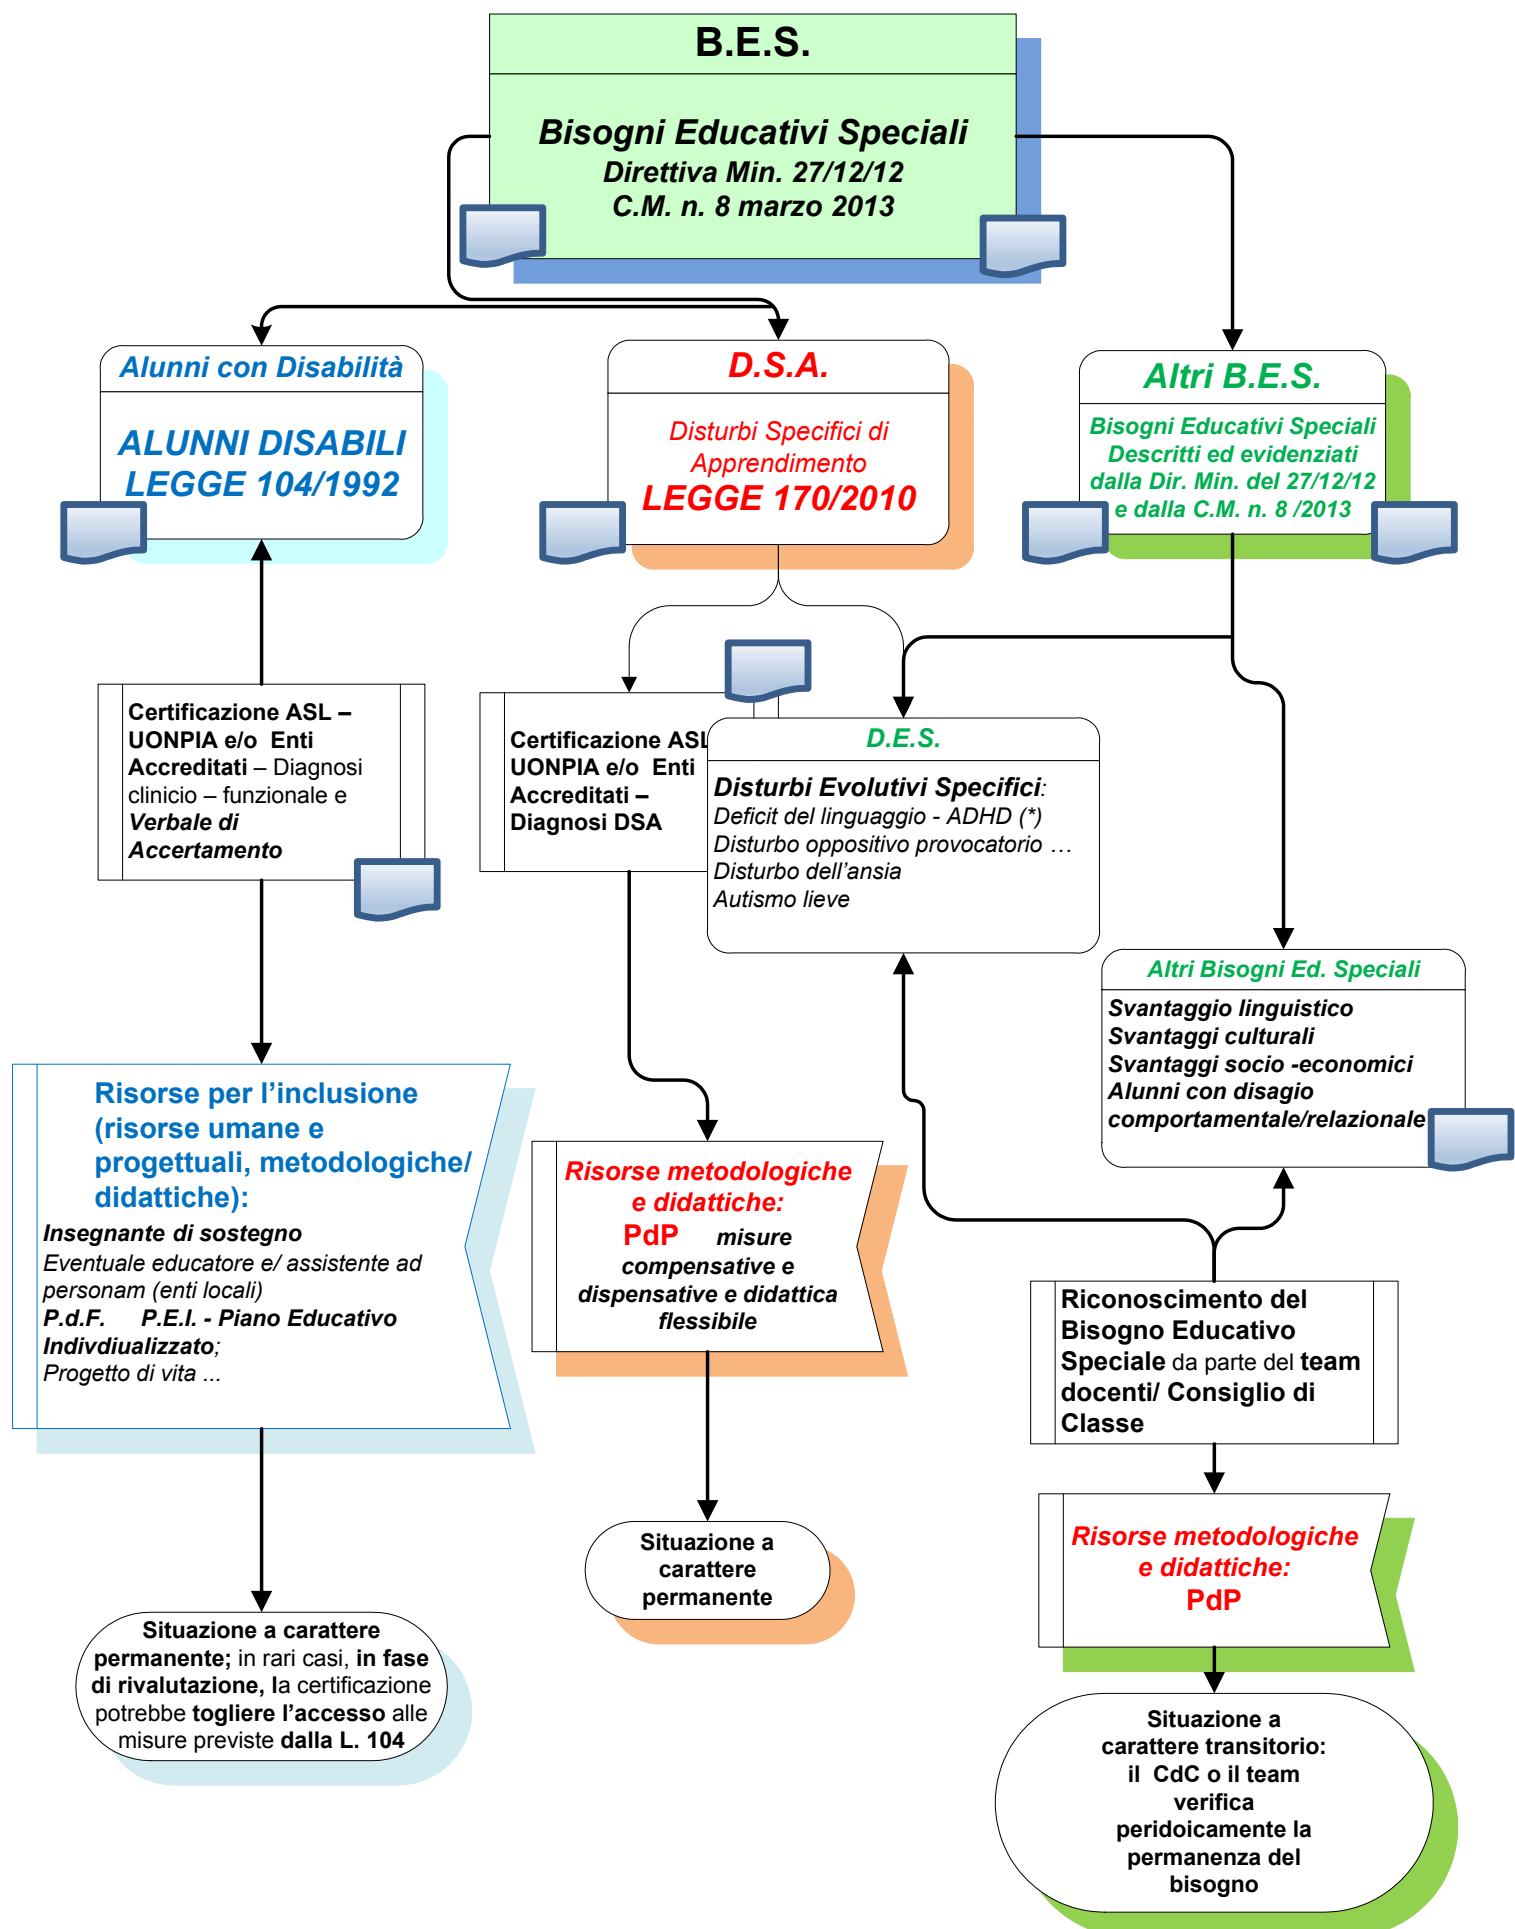 B.E.S.
Bisogni Educativi Speciali
Direttiva Min. 27/12/12
C.M. n. 8 marzo 2013
Alunni con Disabilità
ALUNNI DISABILI
LEGGE 104/1992
D.S.A.
Disturbi Specifici di
Apprendimento
LEGGE 170/2010
Altri B.E.S.
Bisogni Educativi Speciali
Descritti ed evidenziati
dalla Dir. Min. del 27/12/12
e dalla C.M. n. 8 /2013
Certificazione ASL –
UONPIA e/o Enti
Accreditati – Diagnosi
clinicio – funzionale e
Verbale di
Accertamento
Certificazione ASL
UONPIA e/o Enti
Accreditati –
Diagnosi DSA
D.E.S.
Disturbi Evolutivi Specifici:
Deficit del linguaggio - ADHD (*)
Disturbo oppositivo provocatorio …
Disturbo dell’ansia
Autismo lieve
Altri Bisogni Ed. Speciali
Svantaggio linguistico
Svantaggi culturali
Svantaggi socio -economici
Alunni con disagio
comportamentale/relazionale
Risorse per l’inclusione
(risorse umane e
progettuali, metodologiche/
didattiche):
Insegnante di sostegno
Eventuale educatore e/ assistente ad
personam (enti locali)
P.d.F. P.E.I. - Piano Educativo
Indivdiualizzato;
Progetto di vita ...
Risorse metodologiche
e didattiche:
PdP misure
compensative e
dispensative e didattica
flessibile
Riconoscimento del
Bisogno Educativo
Speciale da parte del team
docenti/ Consiglio di
Classe
Risorse metodologiche
e didattiche:
PdP
Situazione a
carattere
permanente
Situazione a carattere
permanente; in rari casi, in fase
di rivalutazione, la certificazione
potrebbe togliere l’accesso alle
misure previste dalla L. 104
Situazione a
carattere transitorio:
il CdC o il team
verifica
peridoicamente la
permanenza del
bisogno